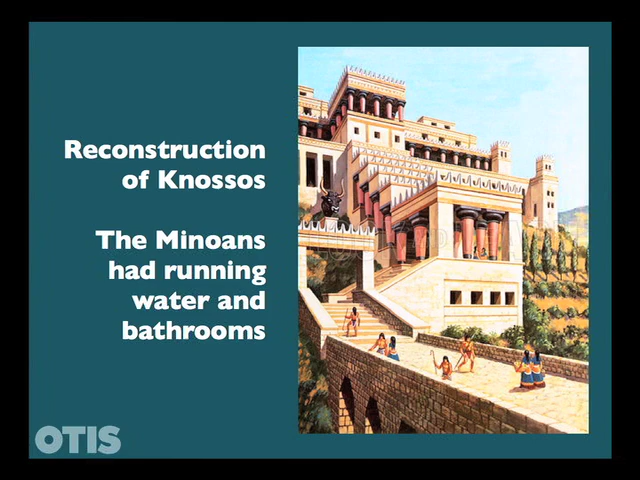 Reconstruction
of Knossos
The Minoans
had running
water and
bathrooms
OTIS